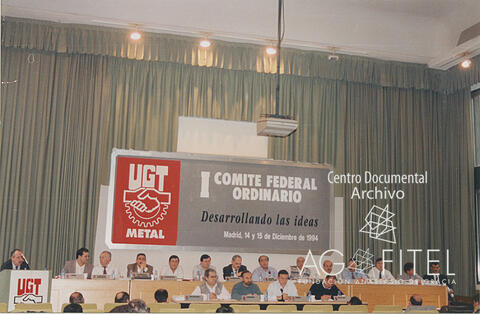 UGT
METAL
I COMITE FEDERAL
ORDINARIO
Desarrollando las ideas
Madrid, 14 y 15 de Diciembre de 1994
Centro Documental
Archivo
AGFITEL
UGT